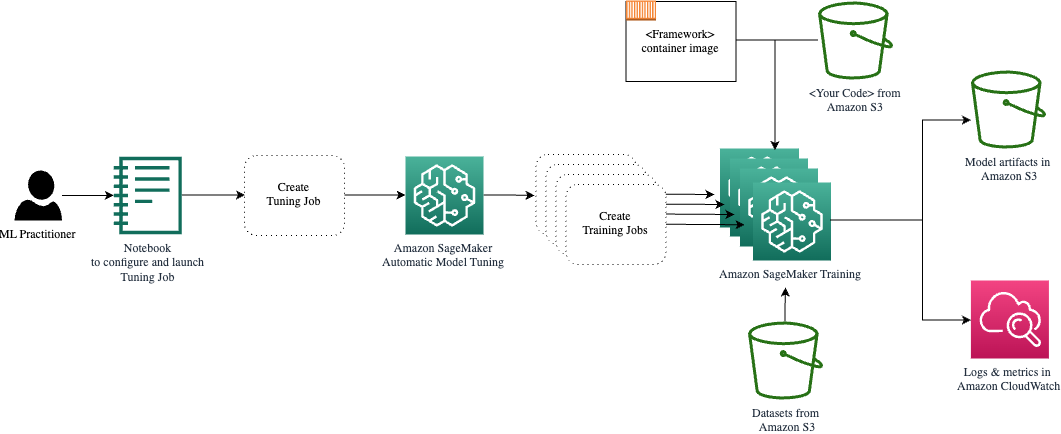 <Framework>
container image
<Your Code> from
Amazon S3
Model artifacts in
Amazon S3
ML Practitioner
Notebook
to configure and launch
Tuning Job
Create
Tuning Job
Amazon SageMaker
Automatic Model Tuning
Create
Training Jobs
Amazon SageMaker Training
Datasets from
Amazon S3
Logs & metrics in
Amazon CloudWatch